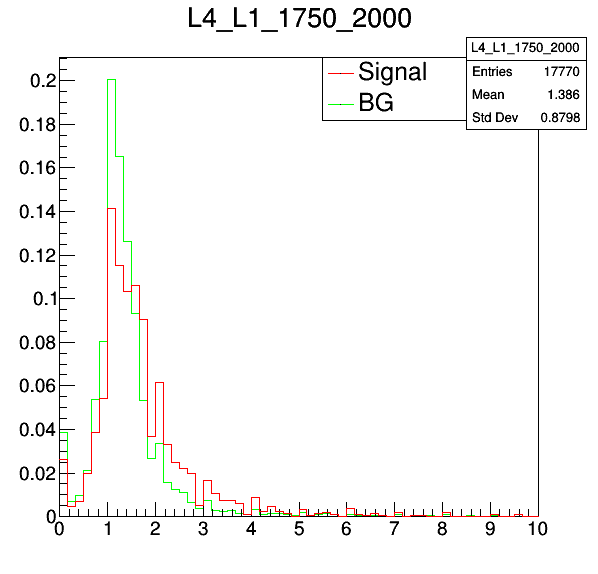 L4_L1_1750_2000
L4_L1_1750_2000
Entries 17770
Mean 1.386
Std Dev 0.8798
Signal
BG
0.2
0.18
0.16
0.14
0.12
0.1
0.08
0.06
0.04
0.02
0
0 1 2 3 4 5 6 7 8 9 10